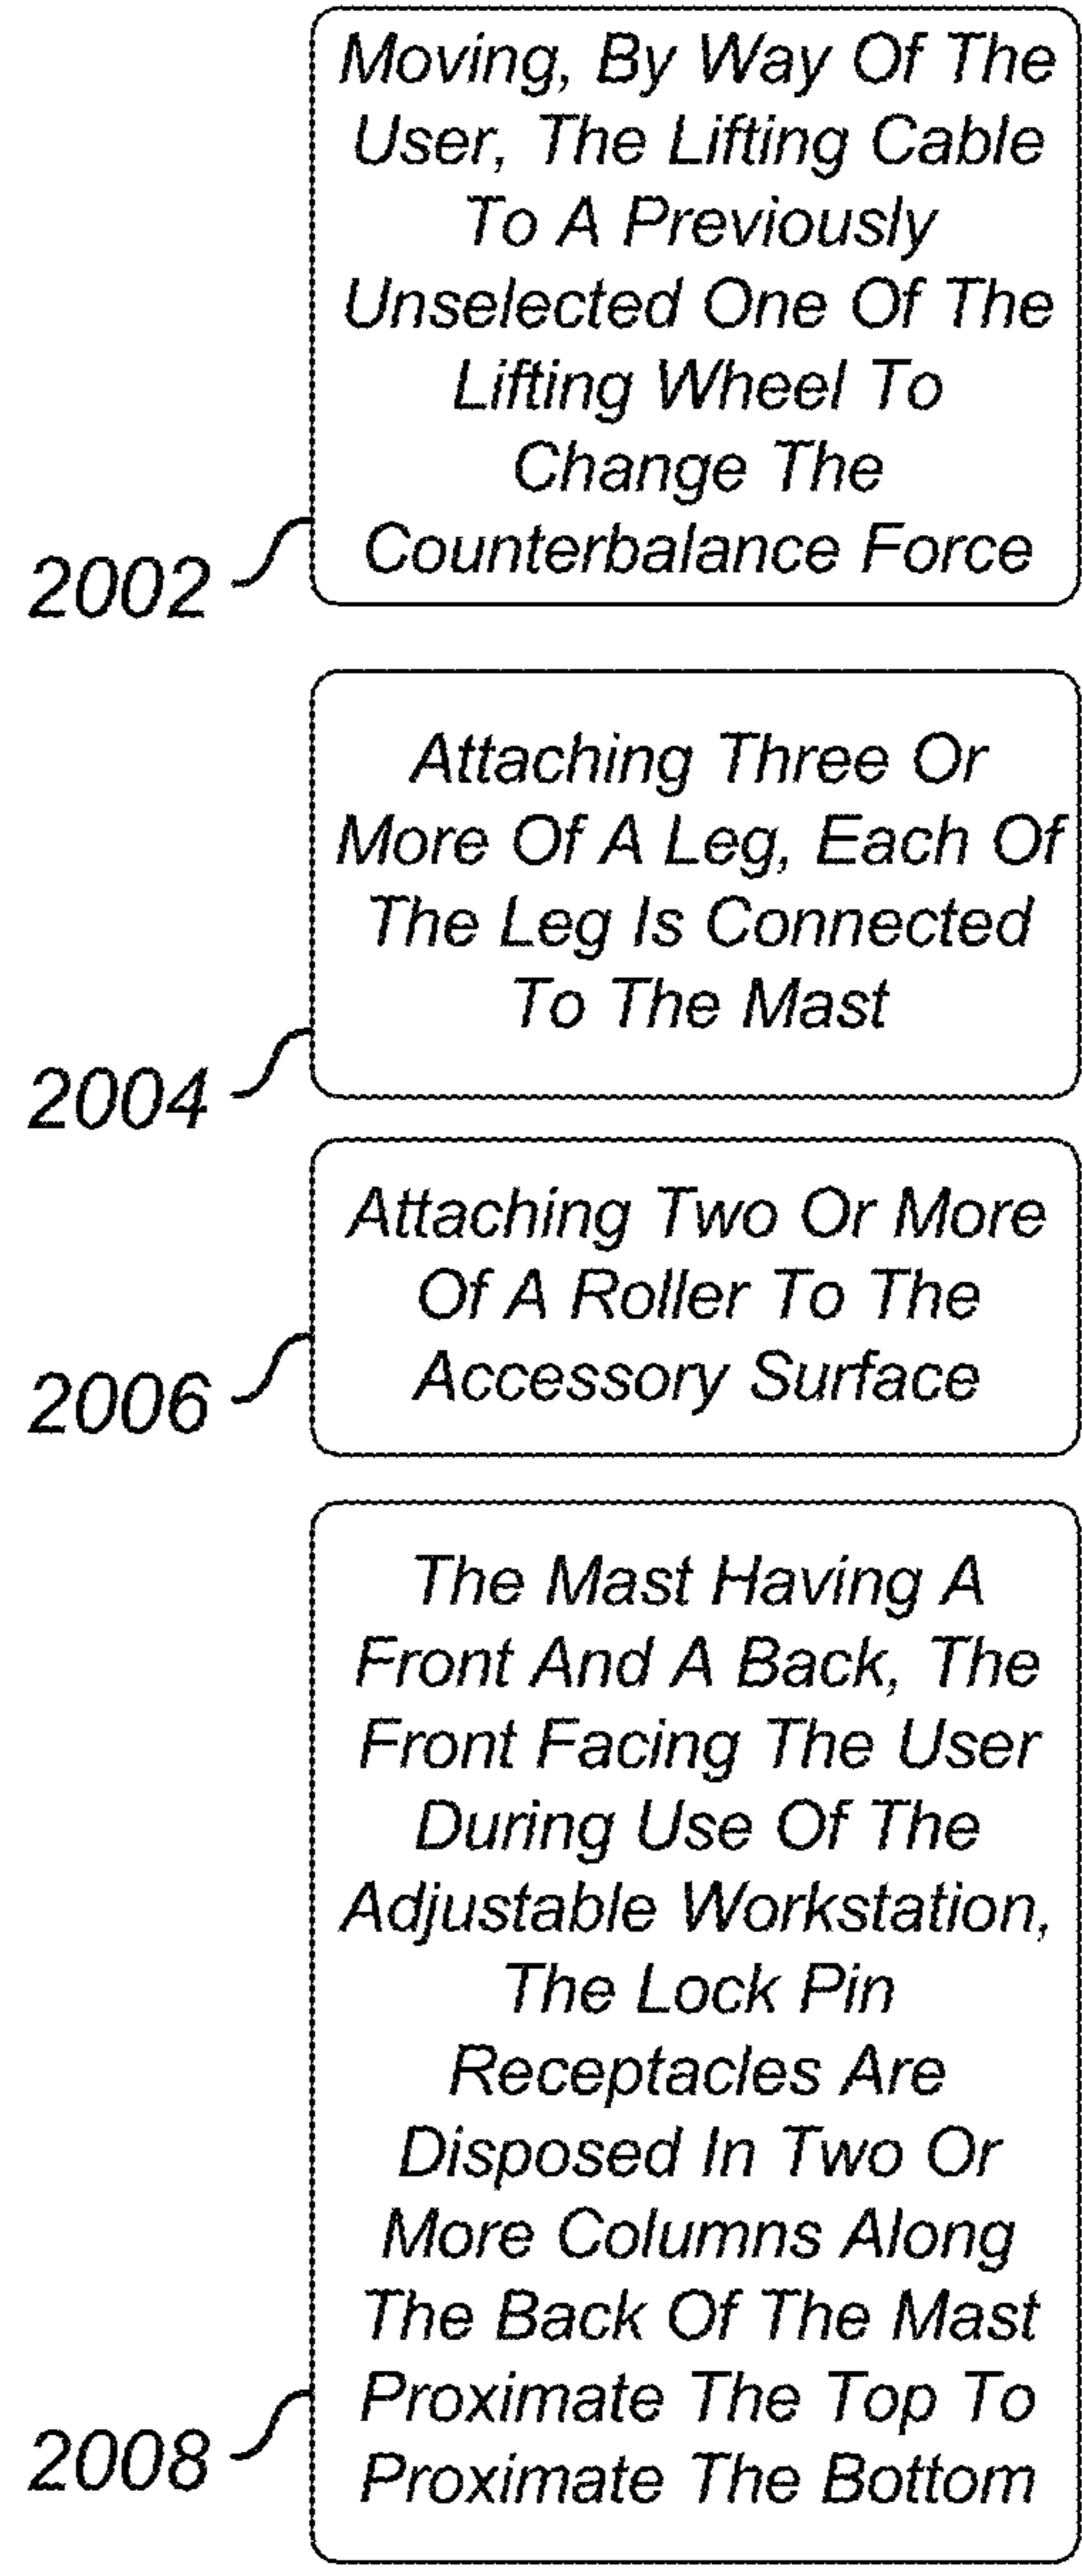 Moving, By Way Of The
User, The Lifting Cable
To A Previously
Unselected One Of The
Lifting Wheel To
Change The
Counterbalance Force
2002
Attaching Three Or
More Of A Leg, Each Of
The Leg Is Connected
To The Mast
2004
Attaching Two Or More
Of A Roller To The
Accessory Surface
2006
The Mast Having A
Front And A Back, The
Front Facing The User
During Use Of The
Adjustable Workstation,
The Lock Pin
Receptacles Are
Disposed In Two Or
More Columns Along
The Back Of The Mast
Proximate The Top To
Proximate The Bottom
2008